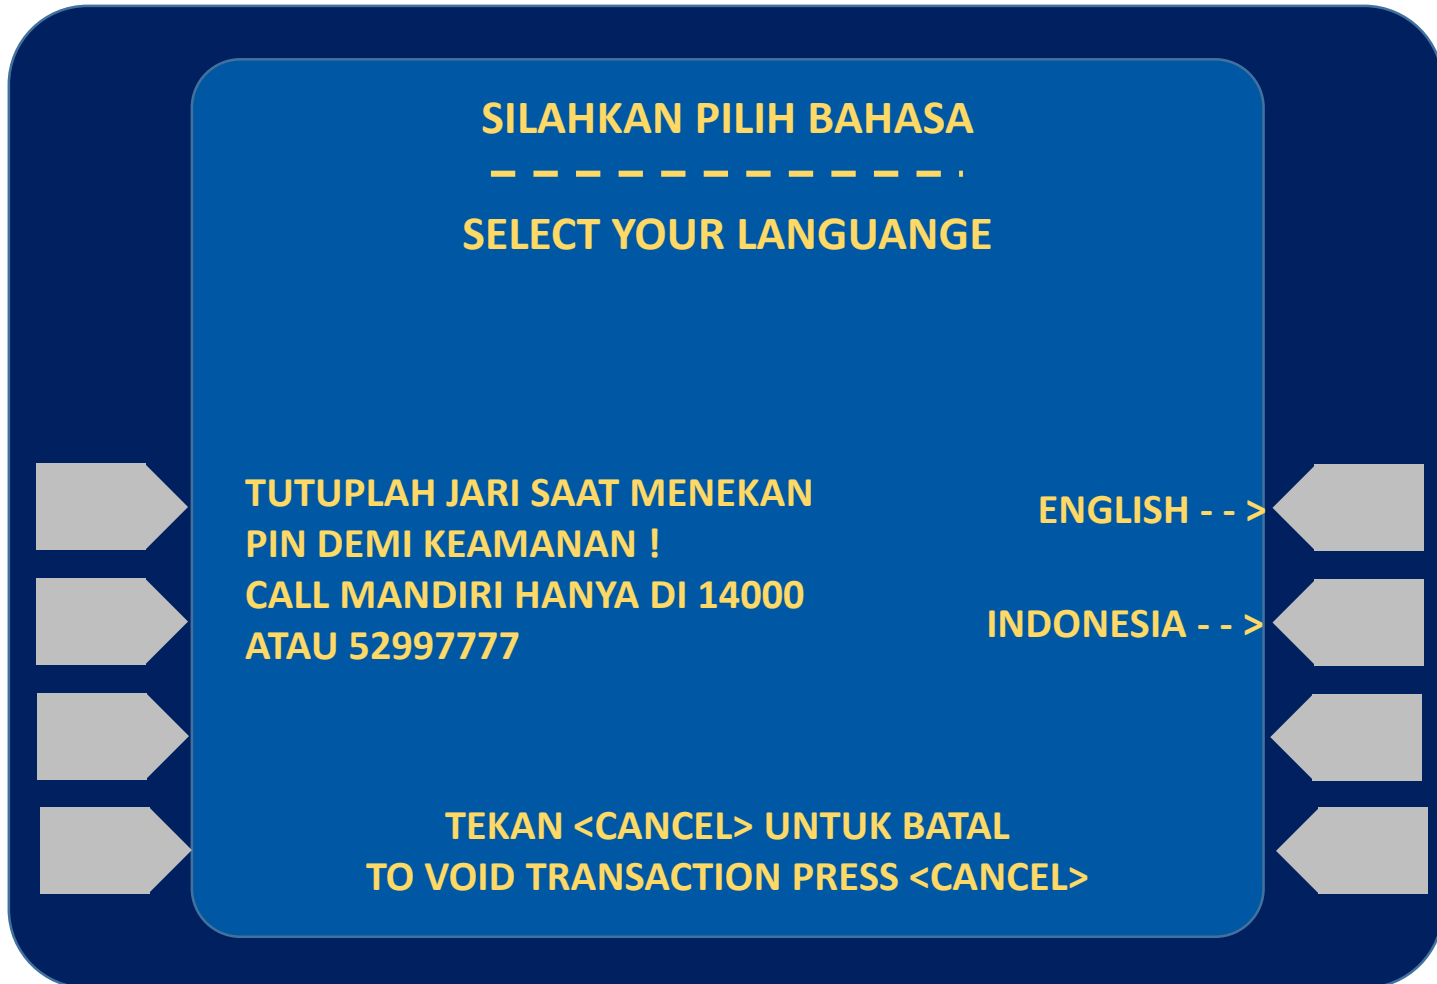 SILAHKAN PILIH BAHASA
SELECT YOUR LANGUANGE
TUTUPLAH JARI SAAT MENEKAN
PIN DEMI KEAMANAN !
CALL MANDIRI HANYA DI 14000
ATAU 52997777
ENGLISH - - >
INDONESIA - - >
TEKAN <CANCEL> UNTUK BATAL
TO VOID TRANSACTION PRESS <CANCEL>